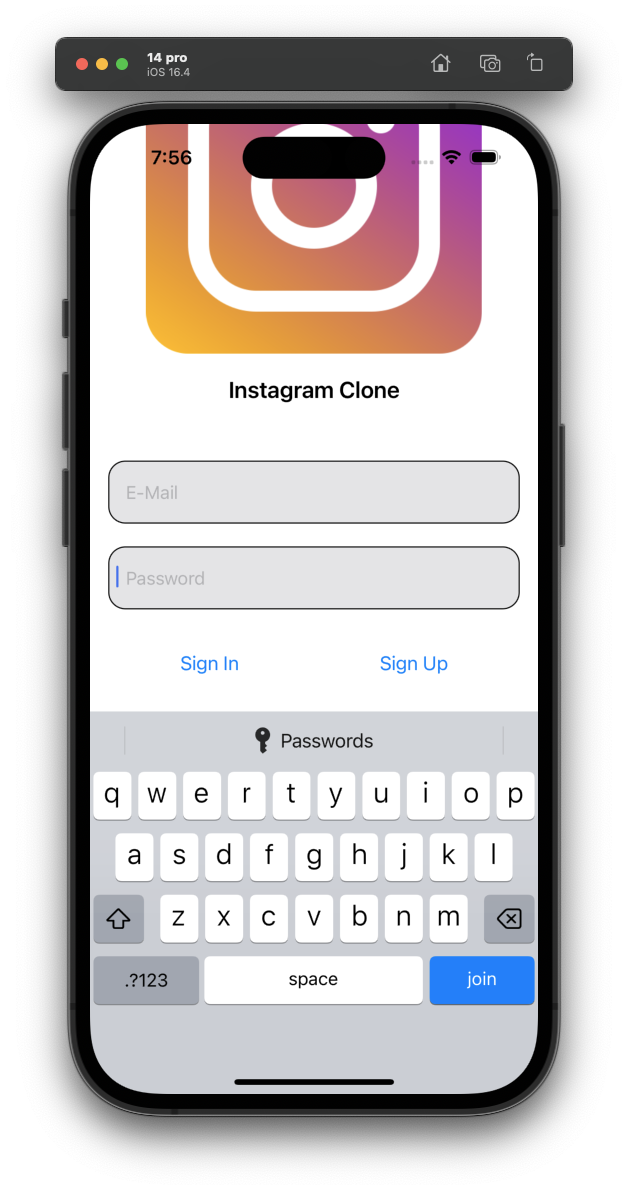 14 pro
iOS 16.4
7:56
Instagram Clone
E-Mail
Password
Sign In Sign Up
Passwords
q w e r t y u i o p
a s d f g h j k l
z x c v b n m
.?123 space join